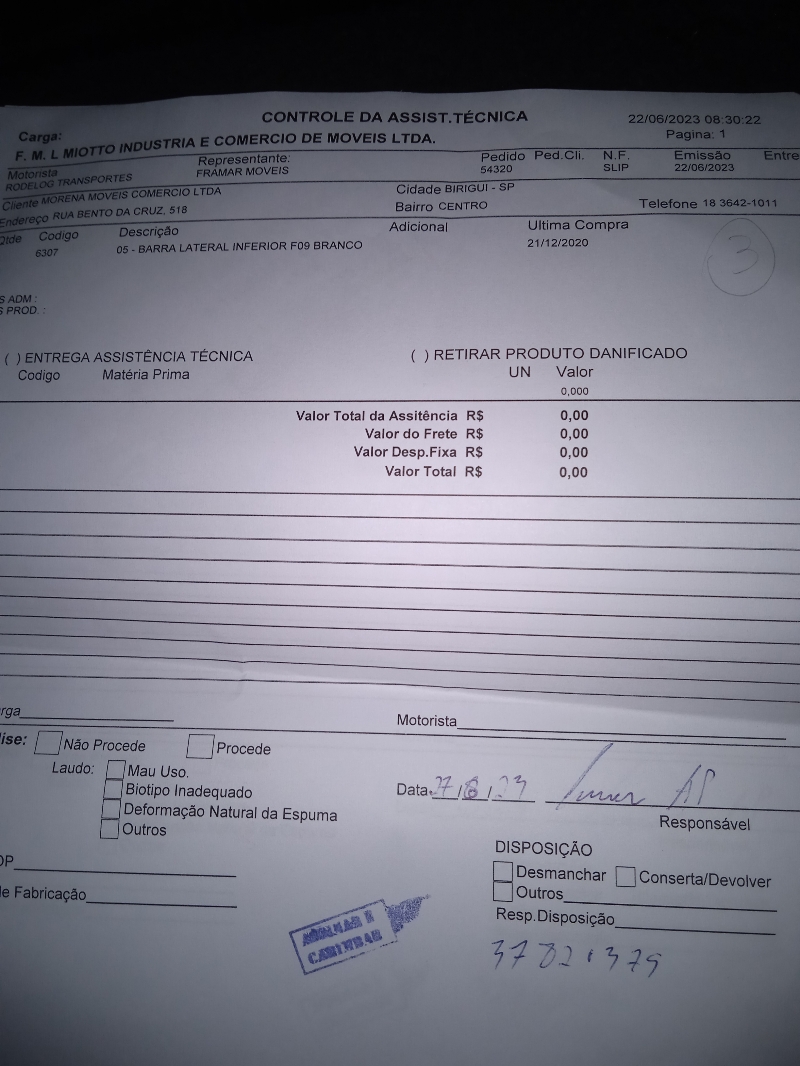 CONTROLE DA ASSIST.TÉCNICA
22/06/2023 08:30:22
Carga:
Pagina: 1
F. M. L MIOTTO INDUSTRIA E COMERCIO DE MOVEIS LTDA.
Motorista Representante: Pedido Ped.Cli. N.F. Emissão Entre
RODELOG TRANSPORTES FRAMAR MOVEIS 54320 SLIP 22/06/2023
Cliente MORENA MOVEIS COMERCIO LTDA Cidade BIRIGUI - SP
Endereço RUA BENTO DA CRUZ, 518 Bairro CENTRO Telefone 18 3642-1011
Qtde Codigo Descrição Adicional Ultima Compra
6307 05 - BARRA LATERAL INFERIOR F09 BRANCO 21/12/2020
3
S ADM :
S PROD. :
( ) ENTREGA ASSISTÊNCIA TÉCNICA ( ) RETIRAR PRODUTO DANIFICADO
Codigo Matéria Prima UN Valor
0,000
Valor Total da Assitência R$ 0,00
Valor do Frete R$ 0,00
Valor Desp.Fixa R$ 0,00
Valor Total R$ 0,00
rga Motorista
lise: Não Procede Procede
Laudo: Mau Uso.
Biotipo Inadequado
Data
Deformação Natural da Espuma
Responsável
Outros
DISPOSIÇÃO
OP
Desmanchar Conserta/Devolver
e Fabricação
Outros
Resp.Disposição
CARIMBAR